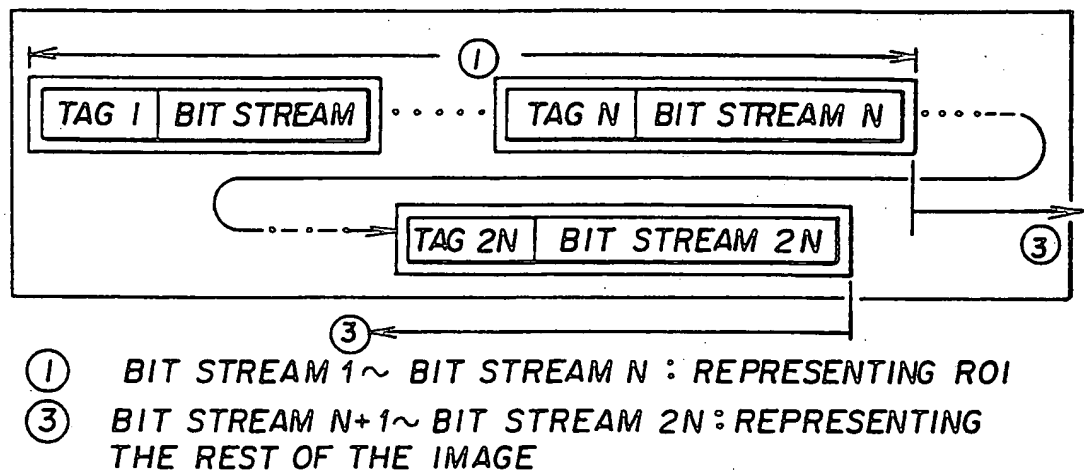 ①
TAG 1 BIT STREAM TAG N BIT STREAM N
TAG 2N BIT STREAM 2N
③
③
① BIT STREAM 1~ BIT STREAM N : REPRESENTING ROI
③ BIT STREAM N+1~ BIT STREAM 2N : REPRESENTING
THE REST OF THE IMAGE